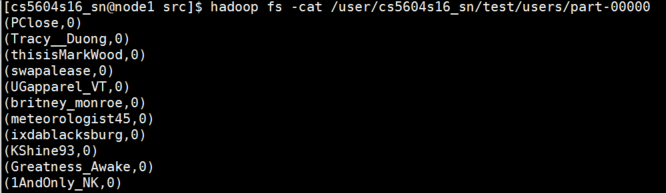 [cs5604s16_sn@node1 src]$ hadoop fs -cat /user/cs5604s16_sn/test/users/part-00000
(PClose,0)
(Tracy__Duong,0)
(thisisMarkWood,0)
(swapalease,0)
(UGapparel_VT,0)
(britney_monroe,0)
(meteorologist45,0)
(ixdablacksburg,0)
(KShine93,0)
(Greatness_Awake,0)
(1AndOnly_NK,0)